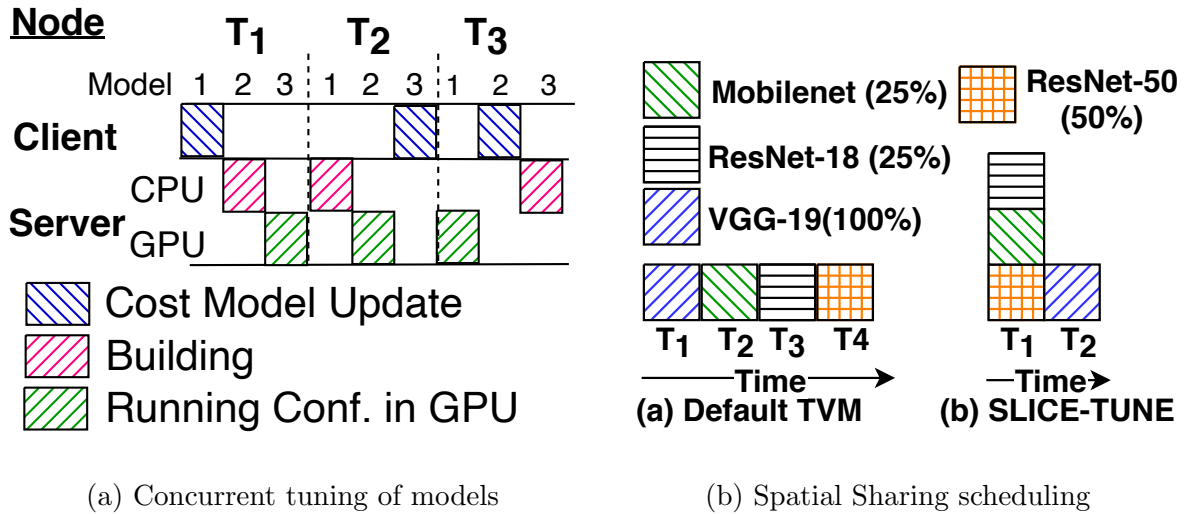 Node
T1 T2 T3
Model 1 2 3 1 2 3 1 2 3
Client
CPU
Server
GPU
Cost Model Update
Building
Running Conf. in GPU
(a) Concurrent tuning of models
Mobilenet (25%)
ResNet-18 (25%)
VGG-19(100%)
ResNet-50
(50%)
T1 T2 T3 T4
Time
(a) Default TVM
T1 T2
Time
(b) SLICE-TUNE
(b) Spatial Sharing scheduling